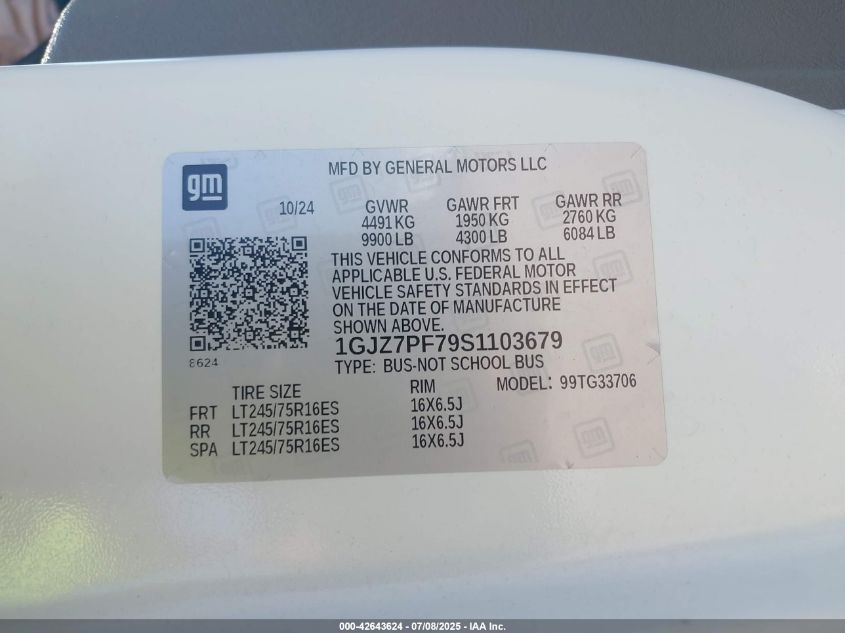 gm
MFD BY GENERAL MOTORS LLC
10/24
GVWR GAWR FRT GAWR RR
4491 KG 1950 KG 2760 KG
9900 LB 4300 LB 6084 LB
THIS VEHICLE CONFORMS TO ALL
APPLICABLE U.S. FEDERAL MOTOR
VEHICLE SAFETY STANDARDS IN EFFECT
ON THE DATE OF MANUFACTURE
SHOWN ABOVE.
8624
1GJZ7PF79S1103679
TYPE: BUS-NOT SCHOOL BUS
TIRE SIZE RIM MODEL: 99TG33706
FRT LT245/75R16ES 16X6.5J
RR LT245/75R16ES 16X6.5J
SPA LT245/75R16ES 16X6.5J
000-42643624 - 07/08/2025 - IAA Inc.